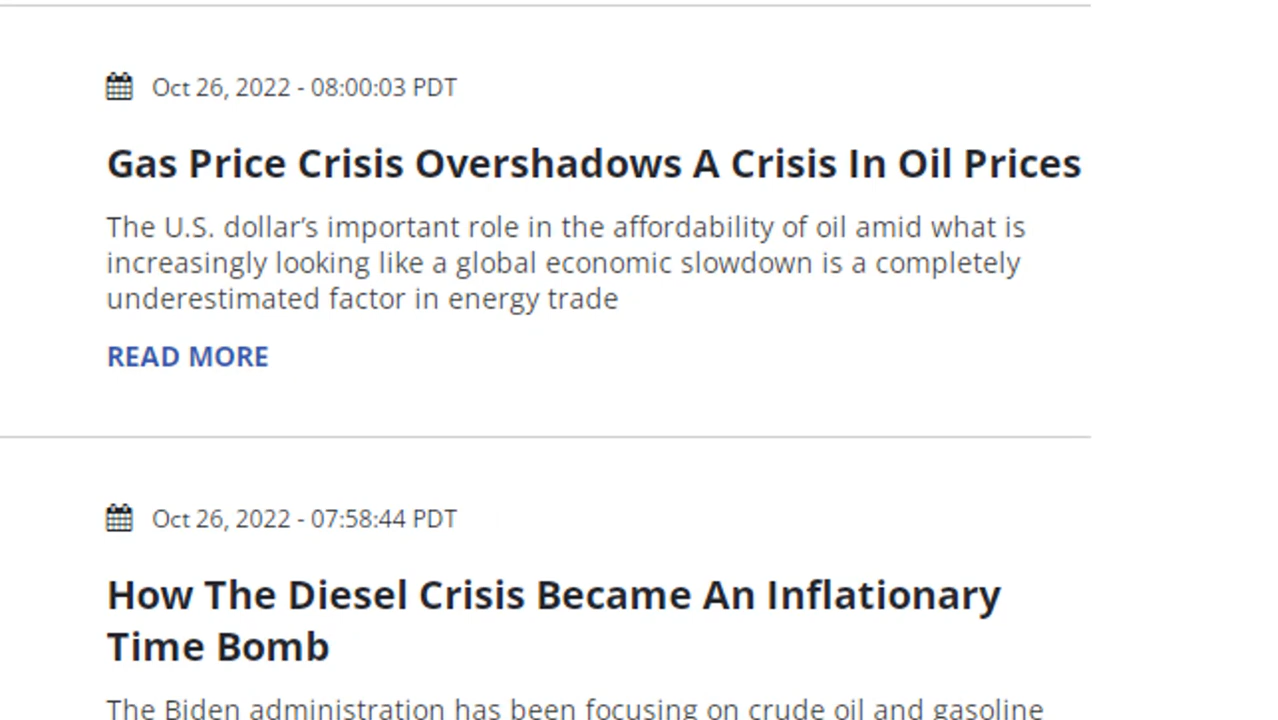 Oct 26, 2022 - 08:00:03 PDT
Gas Price Crisis Overshadows A Crisis In Oil Prices
The U.S. dollar’s important role in the affordability of oil amid what is
increasingly looking like a global economic slowdown is a completely
underestimated factor in energy trade
READ MORE
Oct 26, 2022 - 07:58:44 PDT
How The Diesel Crisis Became An Inflationary
Time Bomb
The Biden administration has been focusing on crude oil and gasoline